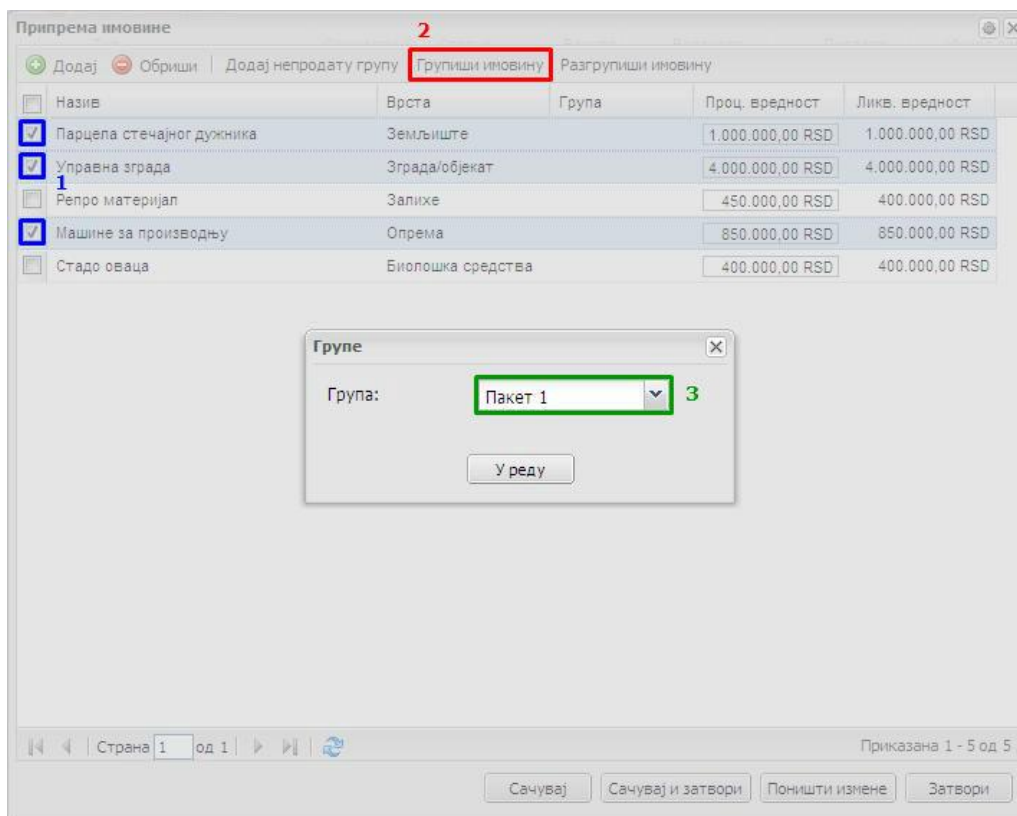 Припрема имовине
2
Додај Обриши Додај непродату групу Групиши имовину Разгрупиши имовину
Назив Врста Група Проц. вредност Ликв. вредност
Парцела стечајног дужника Земљиште 1.000.000,00 RSD 1.000.000,00 RSD
Управна зграда Зграда/објекат 4.000.000,00 RSD 4.000.000,00 RSD
1
Репро материјал Залихе 450.000,00 RSD 400.000,00 RSD
Машине за производњу Опрема 850.000,00 RSD 850.000,00 RSD
Стадо оваца Биолошка средства 400.000,00 RSD 400.000,00 RSD
Групе
Група: Пакет 1 3
У реду
Страна 1 од 1 Приказана 1 - 5 од 5
Сачувај Сачувај и затвори Поништи измене Затвори